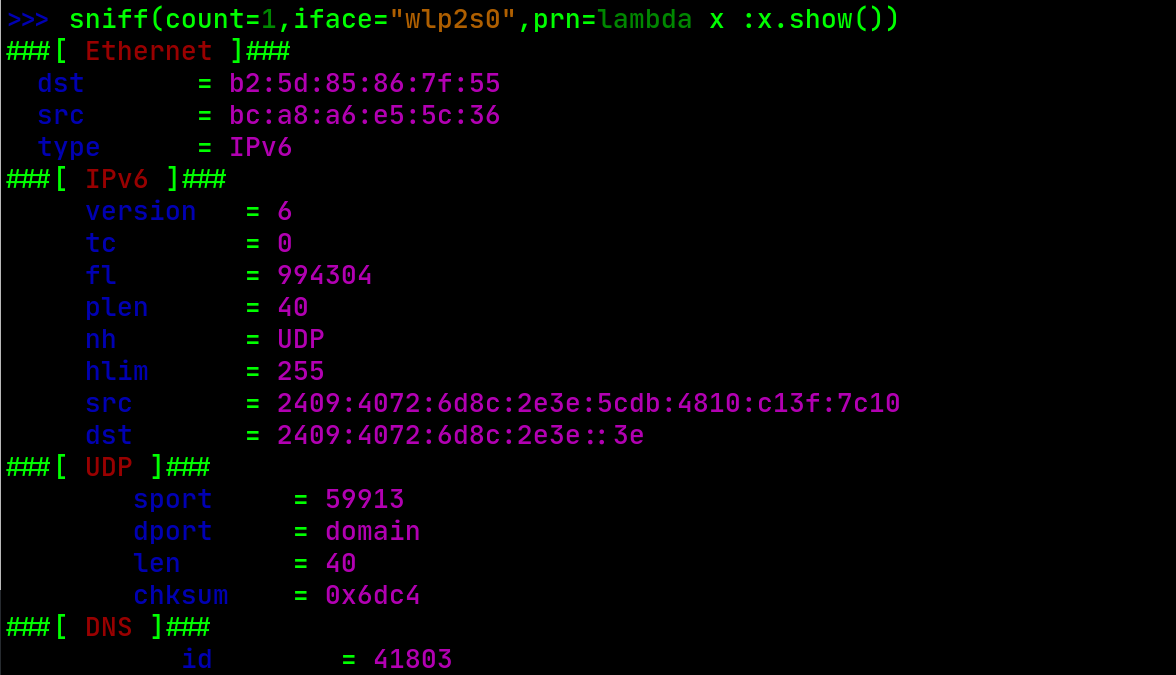 >>> sniff(count=1,iface="wlp2s0",prn=lambda x :x.show())
###[ Ethernet ]###
  dst       = b2:5d:85:86:7f:55
  src       = bc:a8:a6:e5:5c:36
  type      = IPv6
###[ IPv6 ]###
     version   = 6
     tc        = 0
     fl        = 994304
     plen      = 40
     nh        = UDP
     hlim      = 255
     src       = 2409:4072:6d8c:2e3e:5cdb:4810:c13f:7c10
     dst       = 2409:4072:6d8c:2e3e::3e
###[ UDP ]###
        sport     = 59913
        dport     = domain
        len       = 40
        chksum    = 0x6dc4
###[ DNS ]###
           id        = 41803